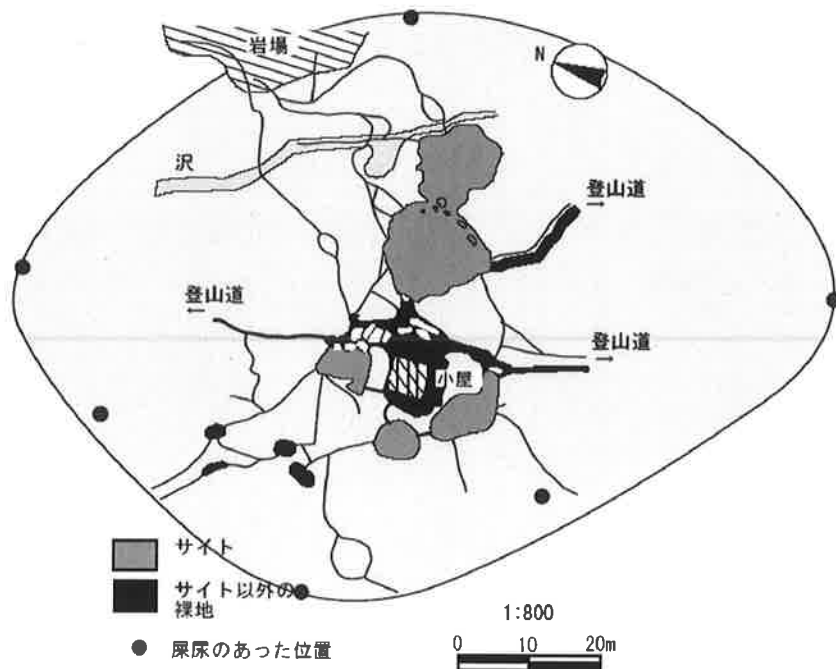 岩場
N
沢
登山道
→
登山道
←
登山道
→
小屋
サイト
サイト以外の
裸地
屎尿のあった位置
1:800
0 10 20m